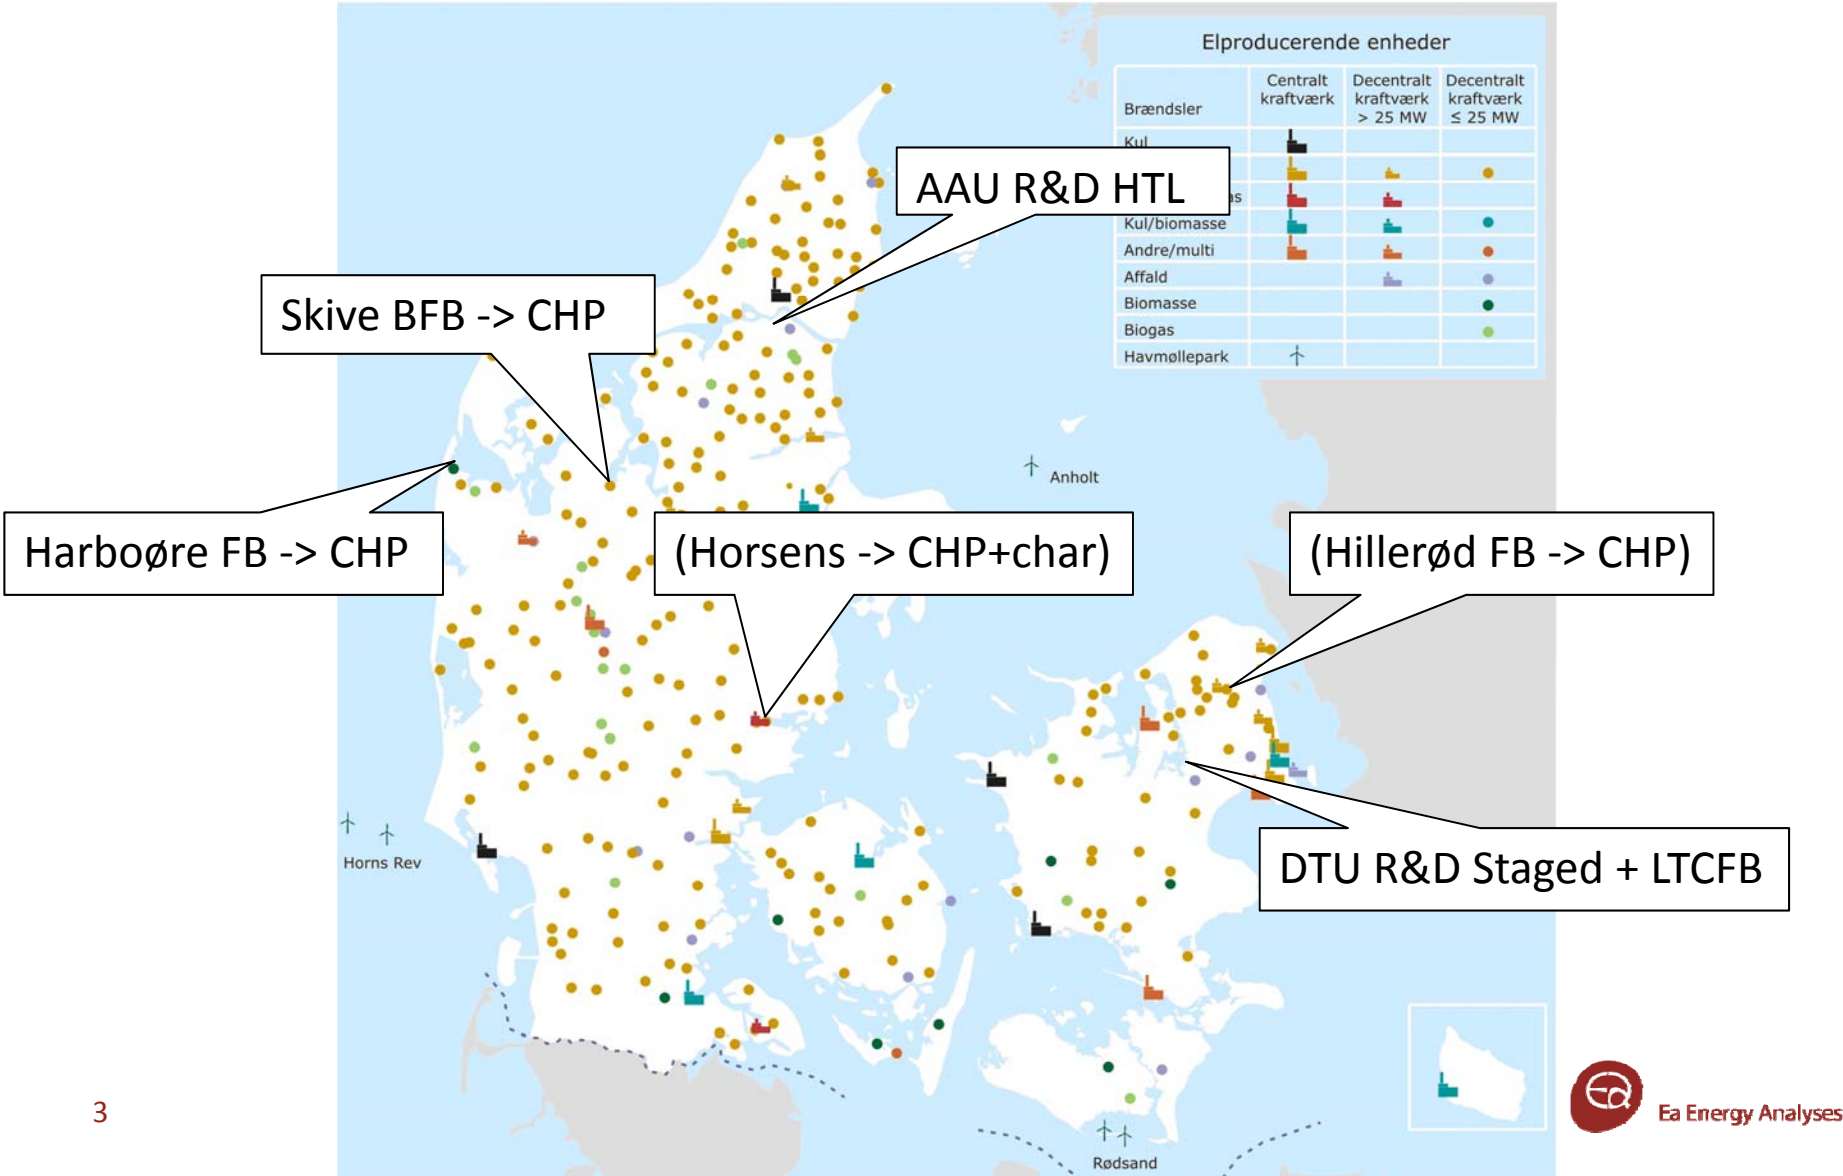 Elproducerende enheder
Brændsler
Centralt
kraftværk
Decentralt
kraftværk
> 25 MW
Decentralt
kraftværk
≤ 25 MW
Kul
AAU R&D HTL
Kul/biomasse
Andre/multi
Affald
Biomasse
Biogas
Havmøllepark
Skive BFB -> CHP
Anholt
Harboøre FB -> CHP
(Horsens -> CHP+char)
(Hillerød FB -> CHP)
Horns Rev
DTU R&D Staged + LTCFB
3
Ea
Ea Energy Analyses
Rødsand